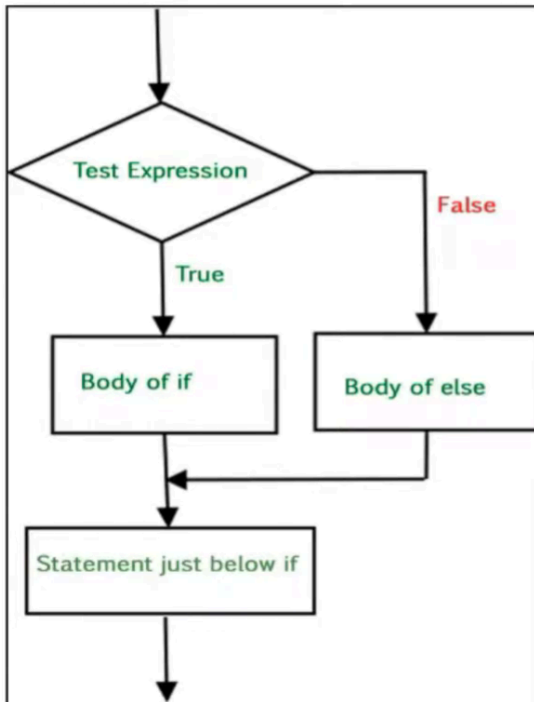 Test Expression
False
True
Body of if
Body of else
Statement just below if